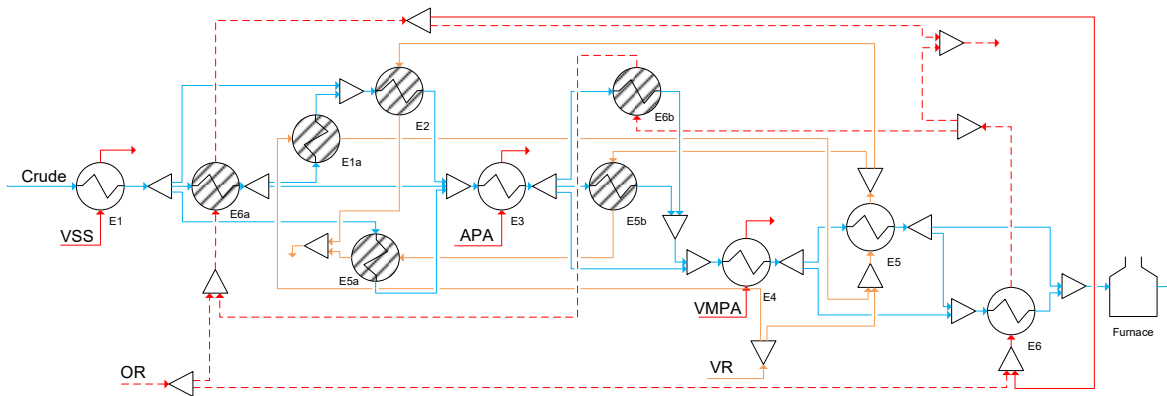 E2
E6b
E1a
Crude
E1
E6a
E3
E5b
VSS
APA
E5
E5a
E4
VMPA
Furnace
E6
VR
OR